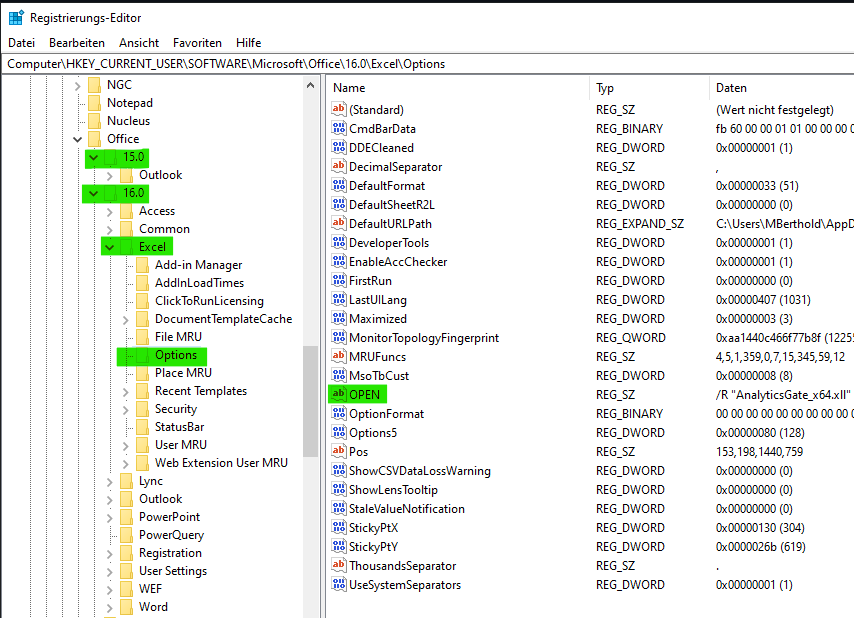 Registrierungs-Editor
Datei Bearbeiten Ansicht Favoriten Hilfe
Computer\HKEY_CURRENT_USER\SOFTWARE\Microsoft\Office\16.0\Excel\Options
NGC
Notepad
Nucleus
Office
15.0
Outlook
16.0
Access
Common
Excel
Add-in Manager
AddInLoadTimes
ClickToRunLicensing
DocumentTemplateCache
File MRU
Options
Place MRU
Recent Templates
Security
StatusBar
User MRU
Web Extension User MRU
Lync
Outlook
PowerPoint
PowerQuery
Registration
User Settings
WEF
Word
Name Typ Daten
(Standard) REG_SZ (Wert nicht festgelegt)
CmdBarData REG_BINARY fb 60 00 00 01 01 00 00 00 0
DDECleaned REG_DWORD 0x00000001 (1)
DecimalSeparator REG_SZ ,
DefaultFormat REG_DWORD 0x00000033 (51)
DefaultSheetR2L REG_DWORD 0x00000000 (0)
DefaultURLPath REG_EXPAND_SZ C:\Users\MBerthold\AppD
DeveloperTools REG_DWORD 0x00000001 (1)
EnableAccChecker REG_DWORD 0x00000001 (1)
FirstRun REG_DWORD 0x00000000 (0)
LastUILang REG_DWORD 0x00000407 (1031)
Maximized REG_DWORD 0x00000003 (3)
MonitorTopologyFingerprint REG_QWORD 0xaa1440c466f77b8f (12255
MRUFuncs REG_SZ 4,5,1,359,0,7,15,345,59,12
MsoTbCust REG_DWORD 0x00000008 (8)
OPEN REG_SZ /R "AnalyticsGate_x64.xll"
OptionFormat REG_BINARY 00 00 00 00 00 00 00 00 0
Options5 REG_DWORD 0x00000080 (128)
Pos REG_SZ 153,198,1440,759
ShowCSVDataLossWarning REG_DWORD 0x00000000 (0)
ShowLensTooltip REG_DWORD 0x00000000 (0)
StaleValueNotification REG_DWORD 0x00000000 (0)
StickyPtX REG_DWORD 0x00000130 (304)
StickyPtY REG_DWORD 0x0000026b (619)
ThousandsSeparator REG_SZ .
UseSystemSeparators REG_DWORD 0x00000001 (1)